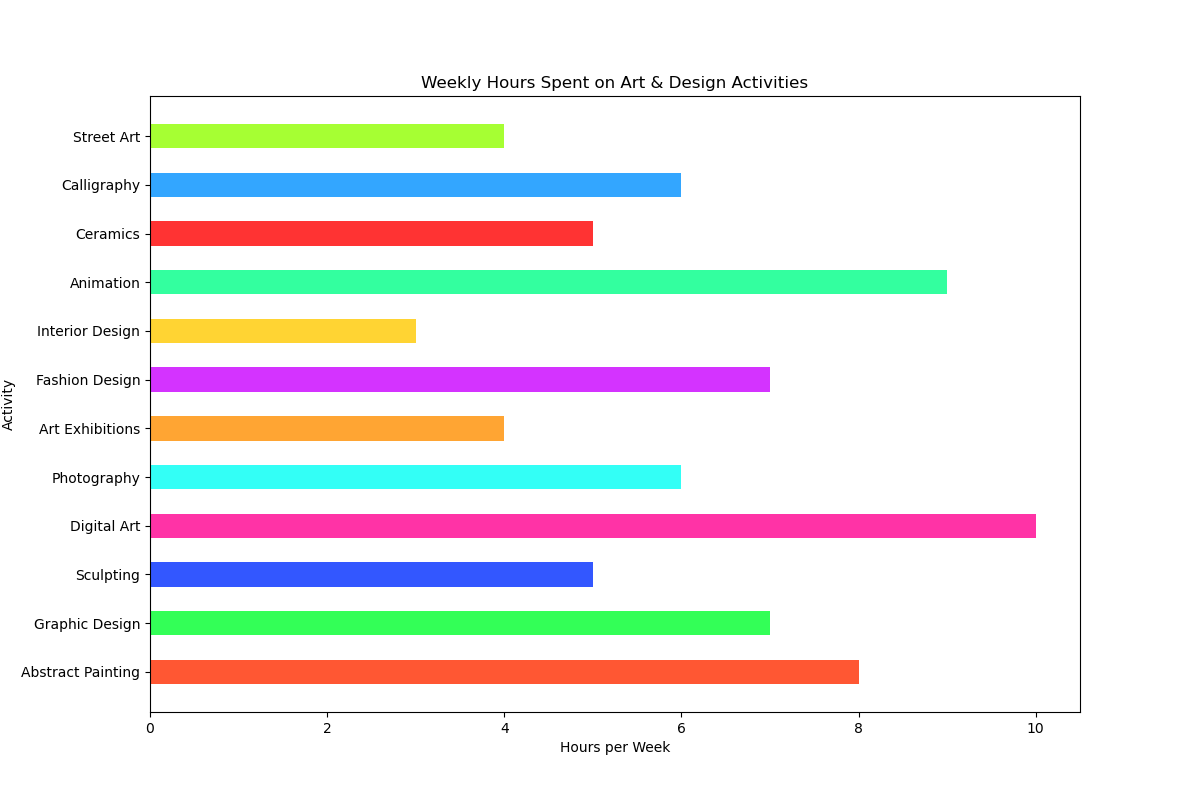 Weekly Hours Spent on Art & Design Activities
Street Art
Calligraphy
Ceramics
Animation
Interior Design
Fashion Design
Art Exhibitions
Photography
Digital Art
Sculpting
Graphic Design
Abstract Painting
Activity
0 2 4 6 8 10
Hours per Week